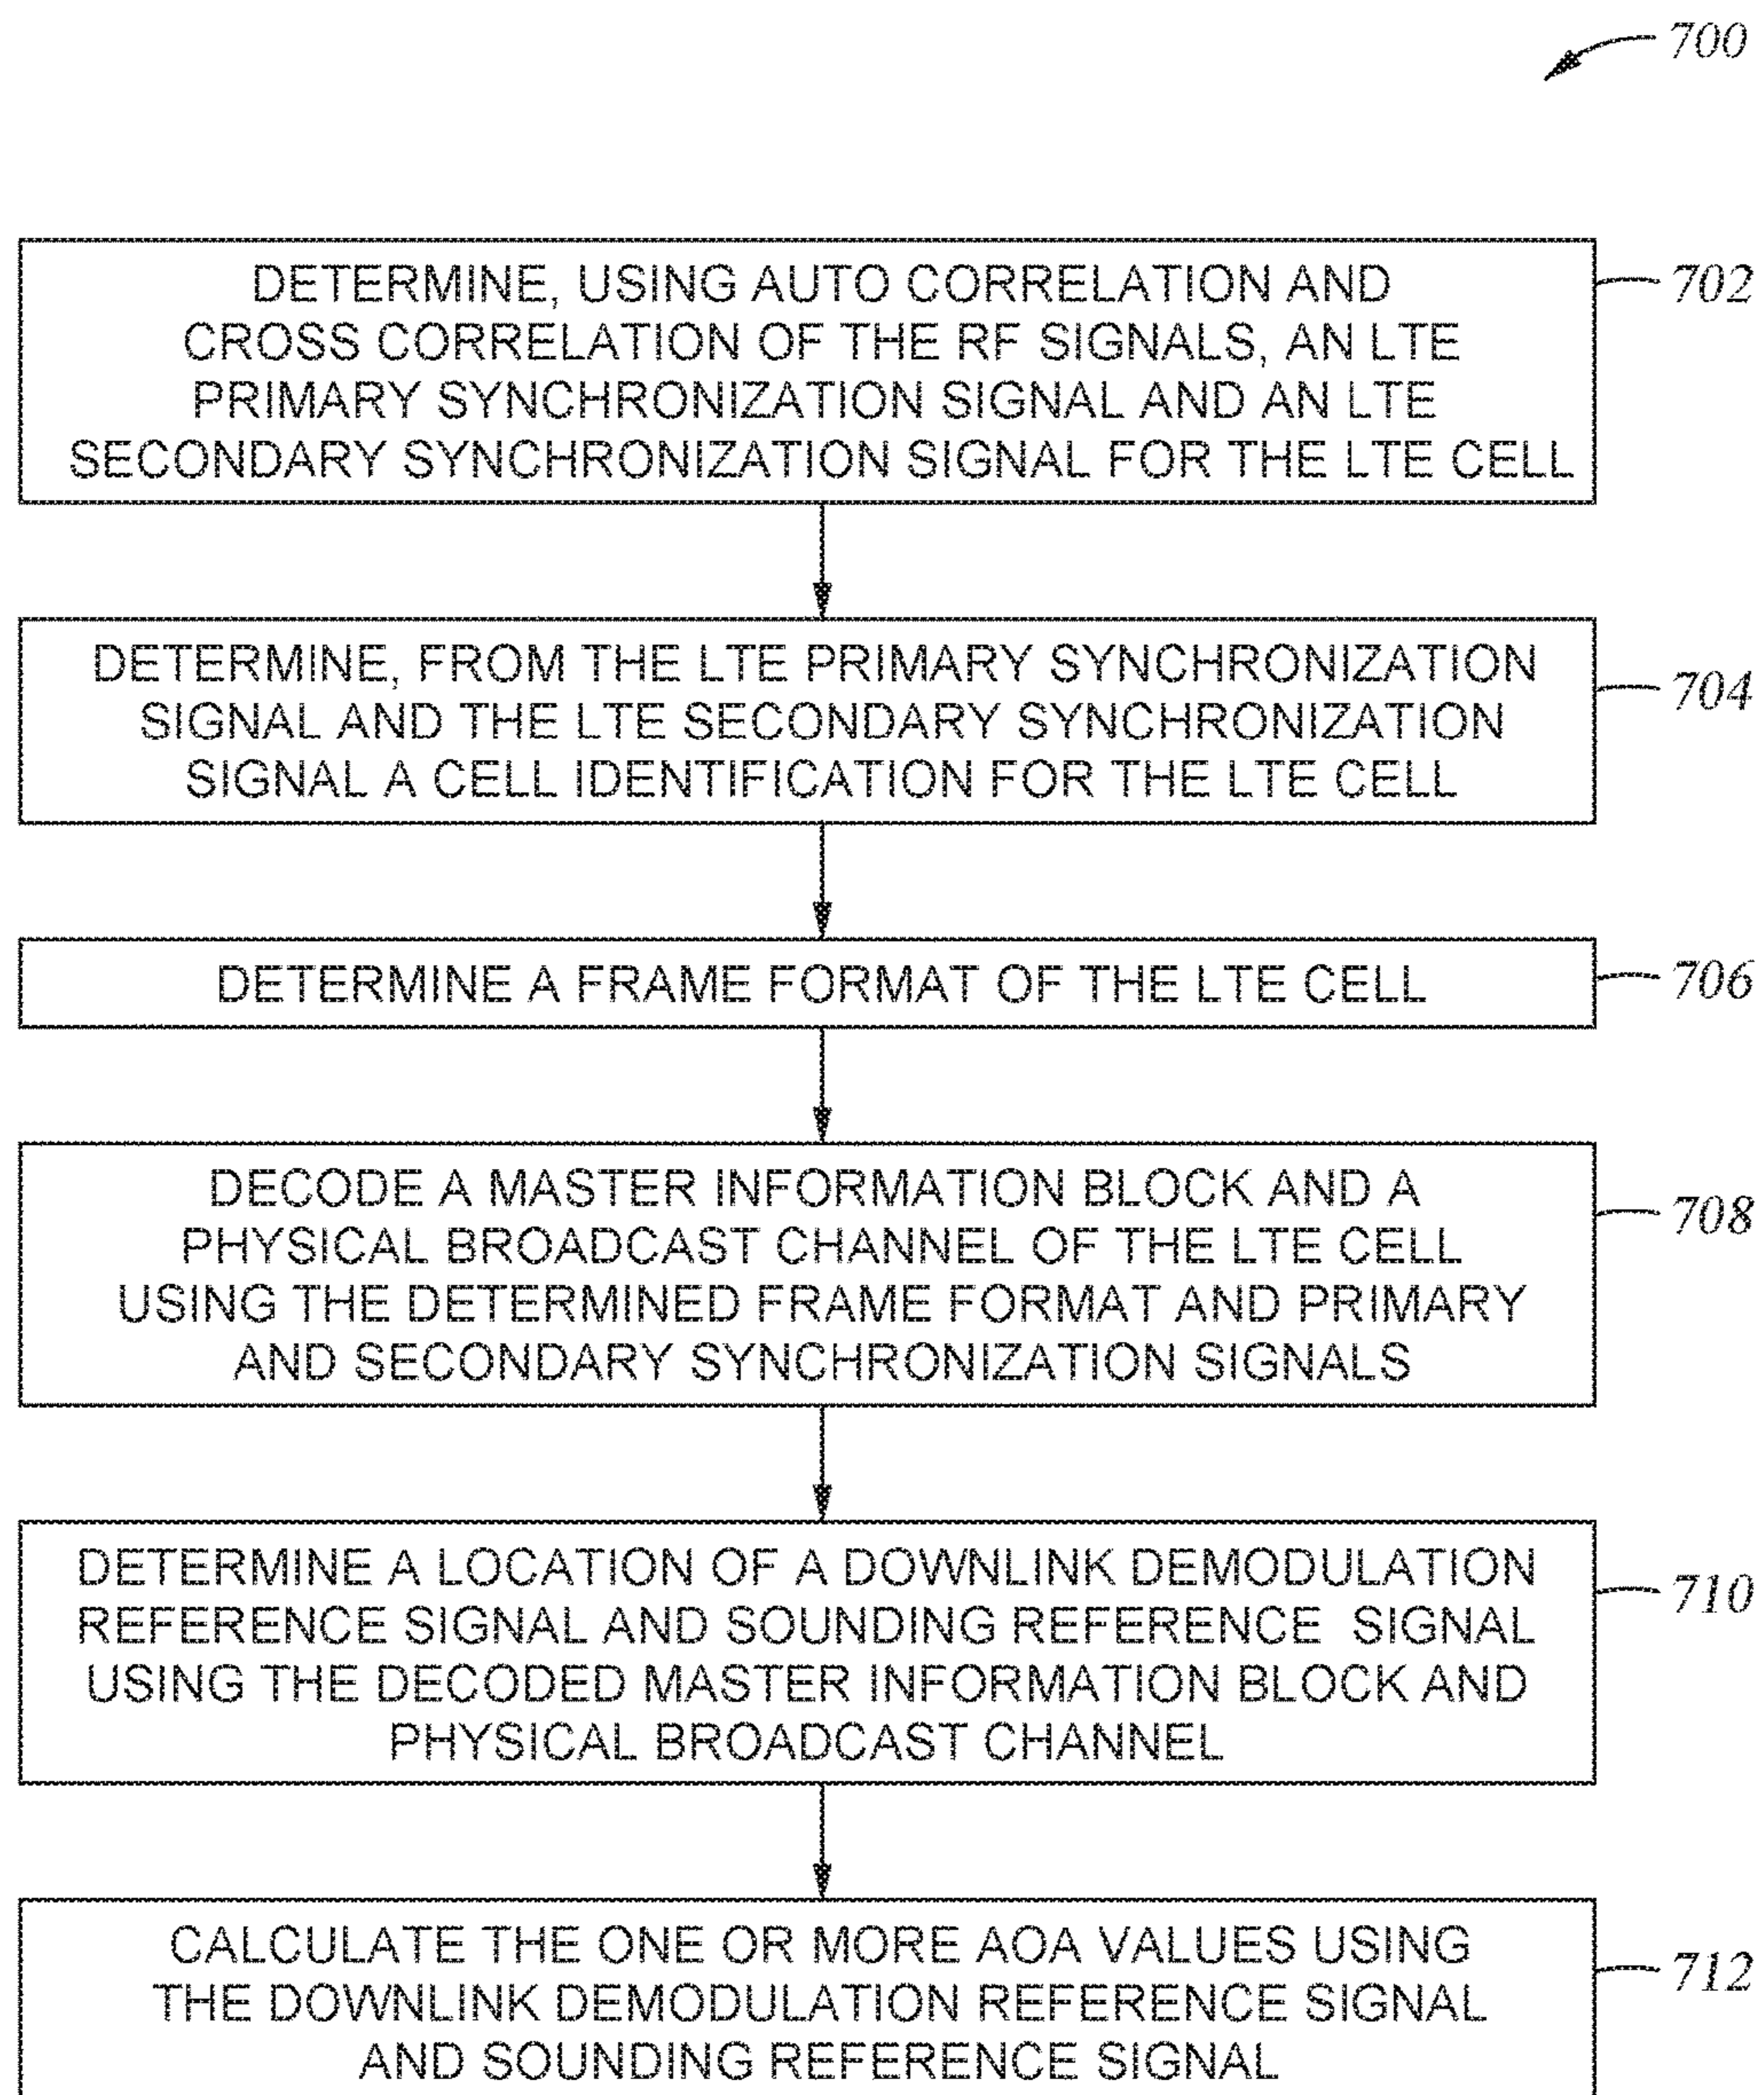 700
DETERMINE, USING AUTO CORRELATION AND
CROSS CORRELATION OF THE RF SIGNALS, AN LTE
PRIMARY SYNCHRONIZATION SIGNAL AND AN LTE
SECONDARY SYNCHRONIZATION SIGNAL FOR THE LTE CELL
702
DETERMINE, FROM THE LTE PRIMARY SYNCHRONIZATION
SIGNAL AND THE LTE SECONDARY SYNCHRONIZATION
SIGNAL A CELL IDENTIFICATION FOR THE LTE CELL
704
DETERMINE A FRAME FORMAT OF THE LTE CELL
706
DECODE A MASTER INFORMATION BLOCK AND A
PHYSICAL BROADCAST CHANNEL OF THE LTE CELL
USING THE DETERMINED FRAME FORMAT AND PRIMARY
AND SECONDARY SYNCHRONIZATION SIGNALS
708
DETERMINE A LOCATION OF A DOWNLINK DEMODULATION
REFERENCE SIGNAL AND SOUNDING REFERENCE SIGNAL
USING THE DECODED MASTER INFORMATION BLOCK AND
PHYSICAL BROADCAST CHANNEL
710
CALCULATE THE ONE OR MORE AOA VALUES USING
THE DOWNLINK DEMODULATION REFERENCE SIGNAL
AND SOUNDING REFERENCE SIGNAL
712